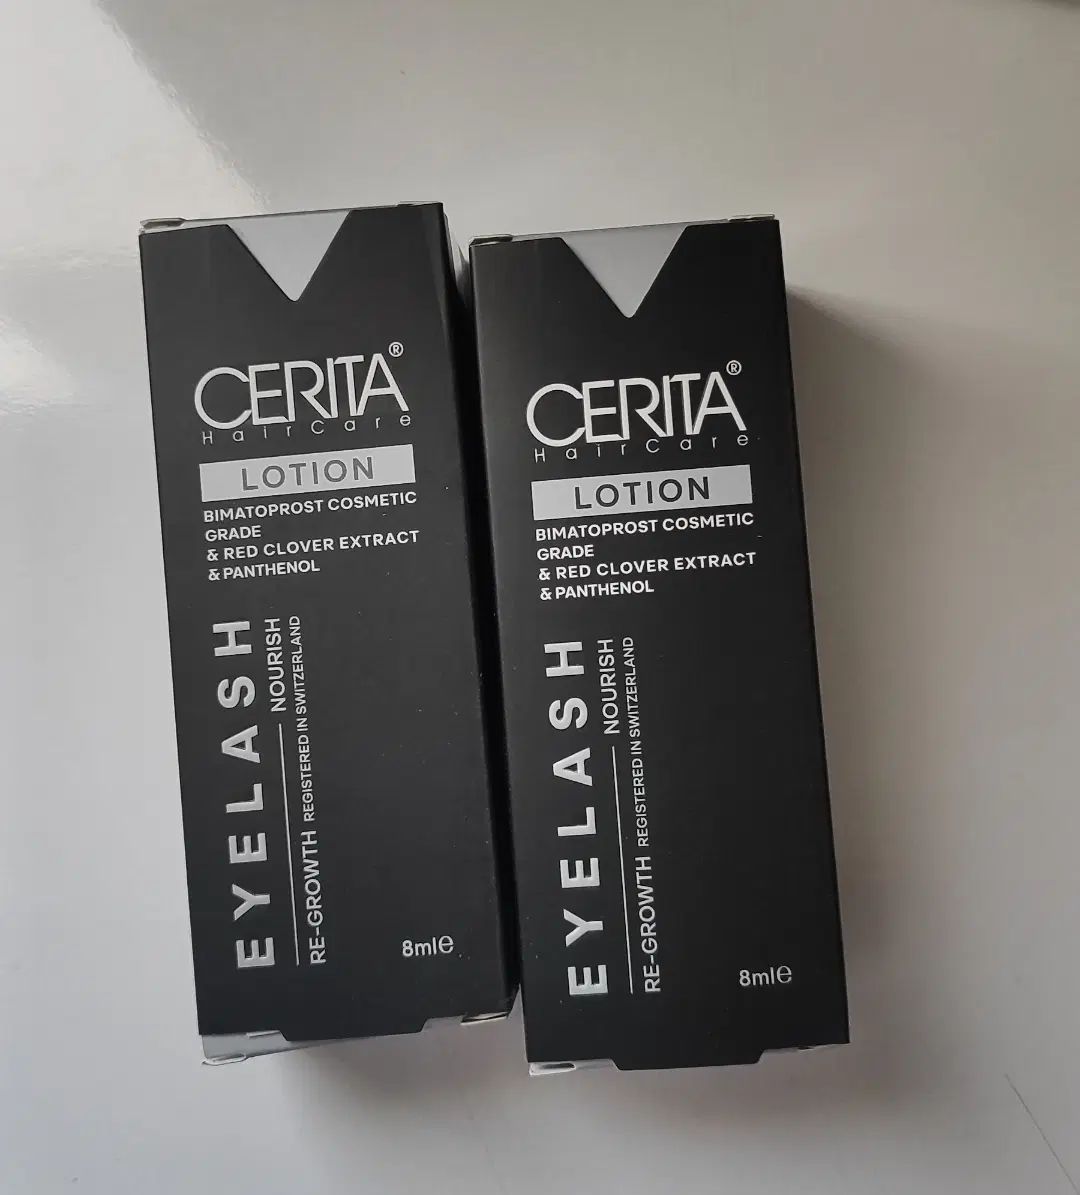 CERITA®
HairCare
LOTION
BIMATOPROST COSMETIC
GRADE
& RED CLOVER EXTRACT
& PANTHENOL
EYELASH
NOURISH
RE-GROWTH REGISTERED IN SWITZERLAND
8ml℮
CERITA®
HairCare
LOTION
BIMATOPROST COSMETIC
GRADE
& RED CLOVER EXTRACT
& PANTHENOL
EYELASH
NOURISH
RE-GROWTH REGISTERED IN SWITZERLAND
8ml℮